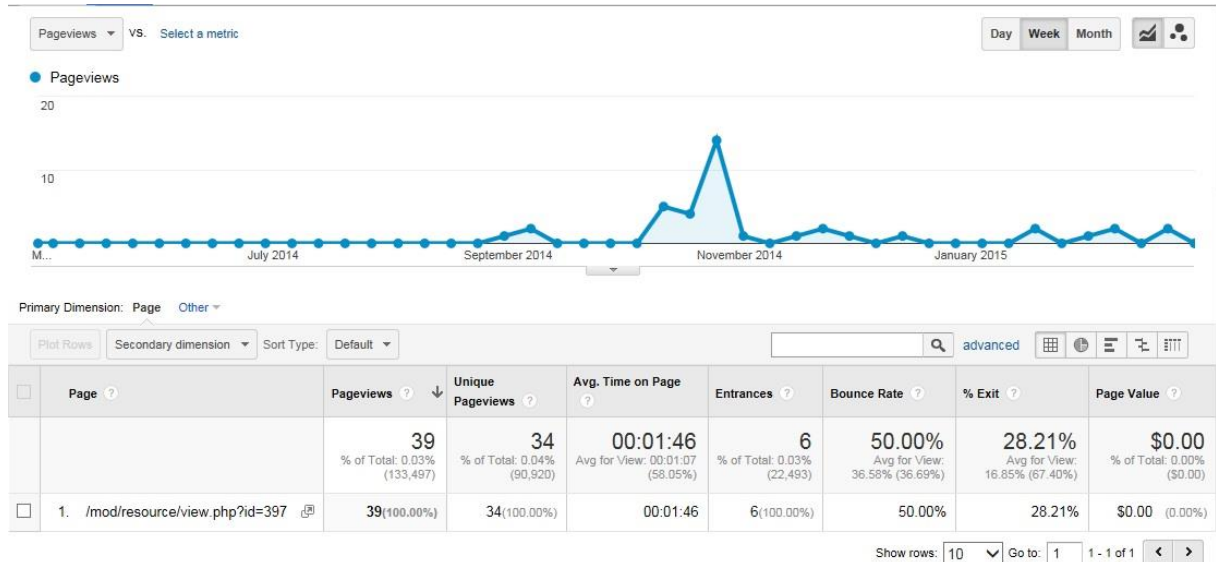 Pageviews VS. Select a metric Day Week Month
Pageviews
20
10
M... July 2014 September 2014 November 2014 January 2015
Primary Dimension: Page Other
Plot Rows Secondary dimension Sort Type: Default advanced
Page ? Pageviews ? Unique Pageviews ? Avg. Time on Page ? Entrances ? Bounce Rate ? % Exit ? Page Value ?
39 34 00:01:46 6 50.00% 28.21% $0.00
% of Total: 0.03% % of Total: 0.04% Avg for View: 00:01:07 % of Total: 0.03% Avg for View: Avg for View: % of Total: 0.00%
(133,497) (90,920) (58.05%) (22,493) 36.58% (36.69%) 16.85% (67.40%) ($0.00)
1. /mod/resource/view.php?id=397 39(100.00%) 34(100.00%) 00:01:46 6(100.00%) 50.00% 28.21% $0.00 (0.00%)
Show rows: 10 Go to: 1 1 - 1 of 1